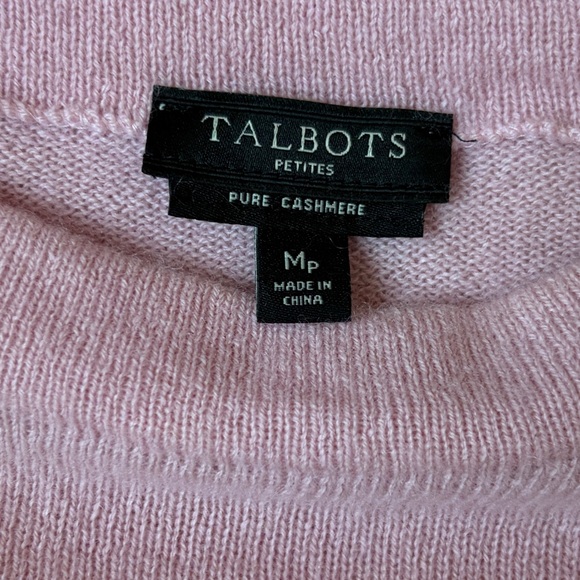 TALBOTS
PETITES
PURE CASHMERE
MP
MADE IN
CHINA